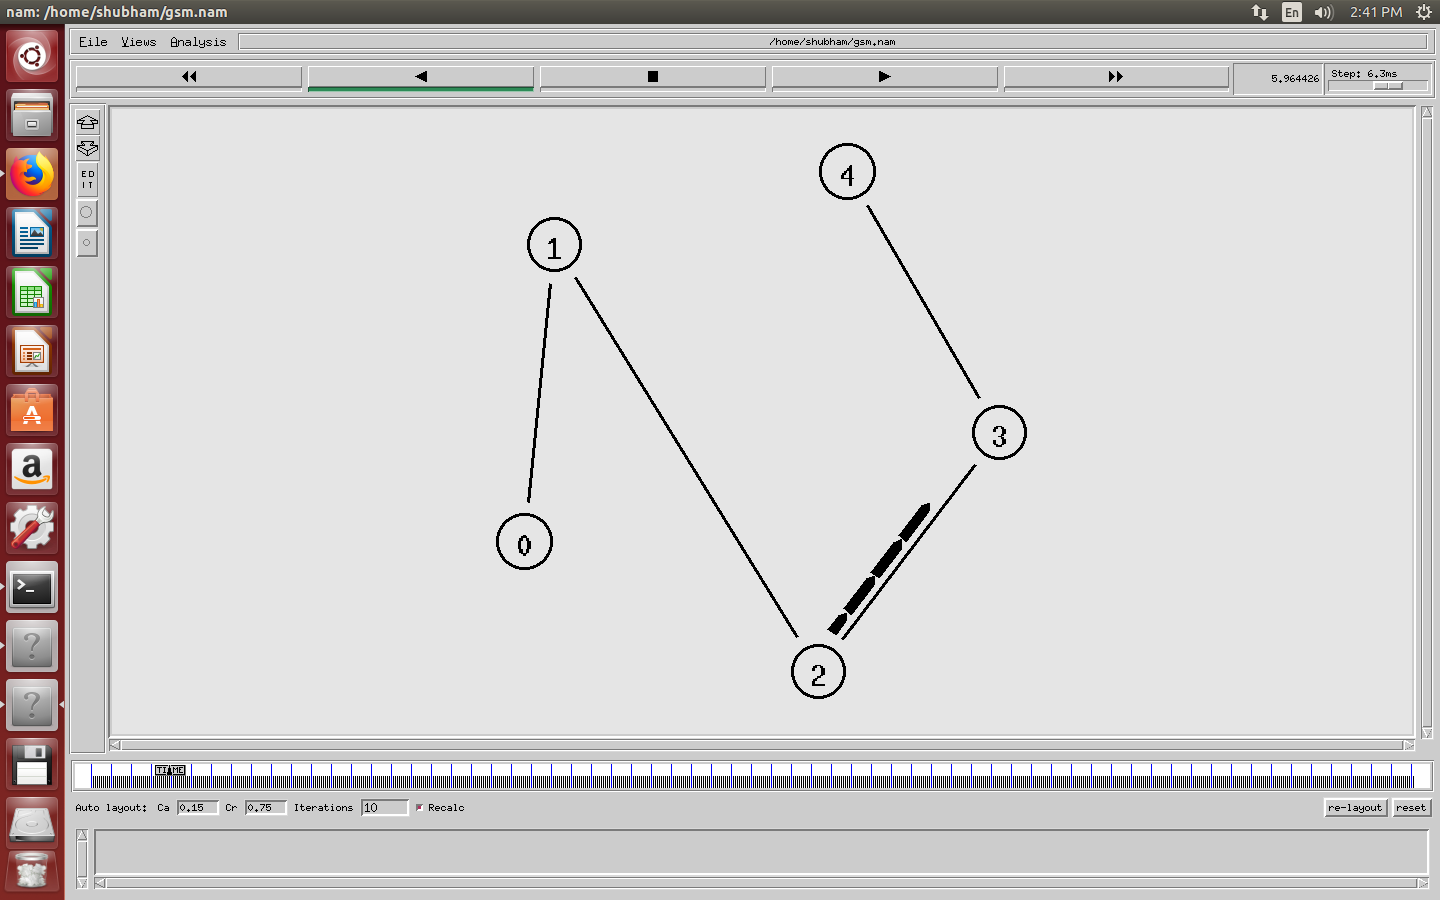 nam: /home/shubham/gsm.nam
En
2:41 PM
File Views Analysis
/home/shubham/gsm.nam
5.964426
Step: 6.3ms
ED
IT
4
1
3
0
2
TIME
Auto layout: Ca 0.15 Cr 0.75 Iterations 10 Recalc
re-layout reset